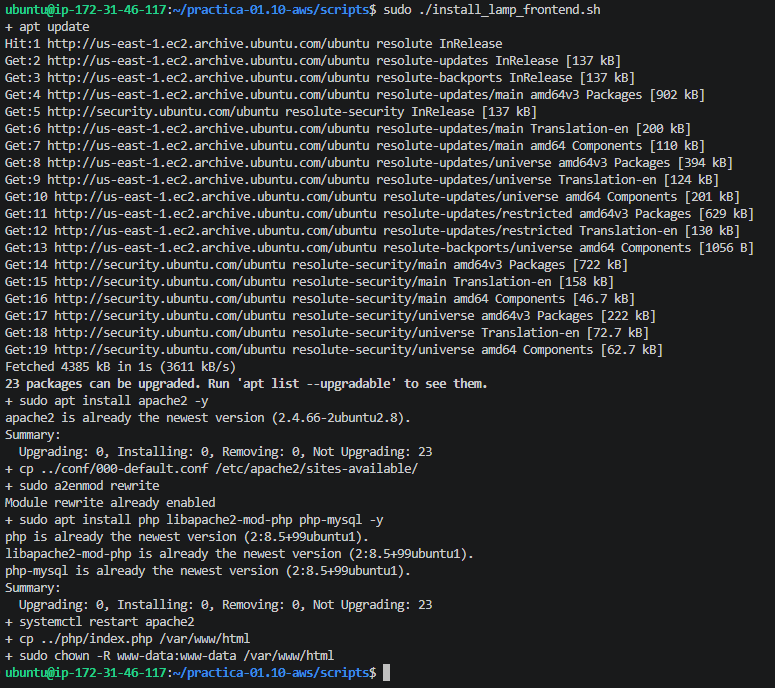 ubuntu@ip-172-31-46-117:~/practica-01.10-aws/scripts$ sudo ./install_lamp_frontend.sh
+ apt update
Hit:1 http://us-east-1.ec2.archive.ubuntu.com/ubuntu resolute InRelease
Get:2 http://us-east-1.ec2.archive.ubuntu.com/ubuntu resolute-updates InRelease [137 kB]
Get:3 http://us-east-1.ec2.archive.ubuntu.com/ubuntu resolute-backports InRelease [137 kB]
Get:4 http://us-east-1.ec2.archive.ubuntu.com/ubuntu resolute-updates/main amd64v3 Packages [902 kB]
Get:5 http://security.ubuntu.com/ubuntu resolute-security InRelease [137 kB]
Get:6 http://us-east-1.ec2.archive.ubuntu.com/ubuntu resolute-updates/main Translation-en [200 kB]
Get:7 http://us-east-1.ec2.archive.ubuntu.com/ubuntu resolute-updates/main amd64 Components [110 kB]
Get:8 http://us-east-1.ec2.archive.ubuntu.com/ubuntu resolute-updates/universe amd64v3 Packages [394 kB]
Get:9 http://us-east-1.ec2.archive.ubuntu.com/ubuntu resolute-updates/universe Translation-en [124 kB]
Get:10 http://us-east-1.ec2.archive.ubuntu.com/ubuntu resolute-updates/universe amd64 Components [201 kB]
Get:11 http://us-east-1.ec2.archive.ubuntu.com/ubuntu resolute-updates/restricted amd64v3 Packages [629 kB]
Get:12 http://us-east-1.ec2.archive.ubuntu.com/ubuntu resolute-updates/restricted Translation-en [130 kB]
Get:13 http://us-east-1.ec2.archive.ubuntu.com/ubuntu resolute-backports/universe amd64 Components [1056 B]
Get:14 http://security.ubuntu.com/ubuntu resolute-security/main amd64v3 Packages [722 kB]
Get:15 http://security.ubuntu.com/ubuntu resolute-security/main Translation-en [158 kB]
Get:16 http://security.ubuntu.com/ubuntu resolute-security/main amd64 Components [46.7 kB]
Get:17 http://security.ubuntu.com/ubuntu resolute-security/universe amd64v3 Packages [222 kB]
Get:18 http://security.ubuntu.com/ubuntu resolute-security/universe Translation-en [72.7 kB]
Get:19 http://security.ubuntu.com/ubuntu resolute-security/universe amd64 Components [62.7 kB]
Fetched 4385 kB in 1s (3611 kB/s)
23 packages can be upgraded. Run 'apt list --upgradable' to see them.
+ sudo apt install apache2 -y
apache2 is already the newest version (2.4.66-2ubuntu2.8).
Summary:
  Upgrading: 0, Installing: 0, Removing: 0, Not Upgrading: 23
+ cp ../conf/000-default.conf /etc/apache2/sites-available/
+ sudo a2enmod rewrite
Module rewrite already enabled
+ sudo apt install php libapache2-mod-php php-mysql -y
php is already the newest version (2:8.5+99ubuntu1).
libapache2-mod-php is already the newest version (2:8.5+99ubuntu1).
php-mysql is already the newest version (2:8.5+99ubuntu1).
Summary:
  Upgrading: 0, Installing: 0, Removing: 0, Not Upgrading: 23
+ systemctl restart apache2
+ cp ../php/index.php /var/www/html
+ sudo chown -R www-data:www-data /var/www/html
ubuntu@ip-172-31-46-117:~/practica-01.10-aws/scripts$